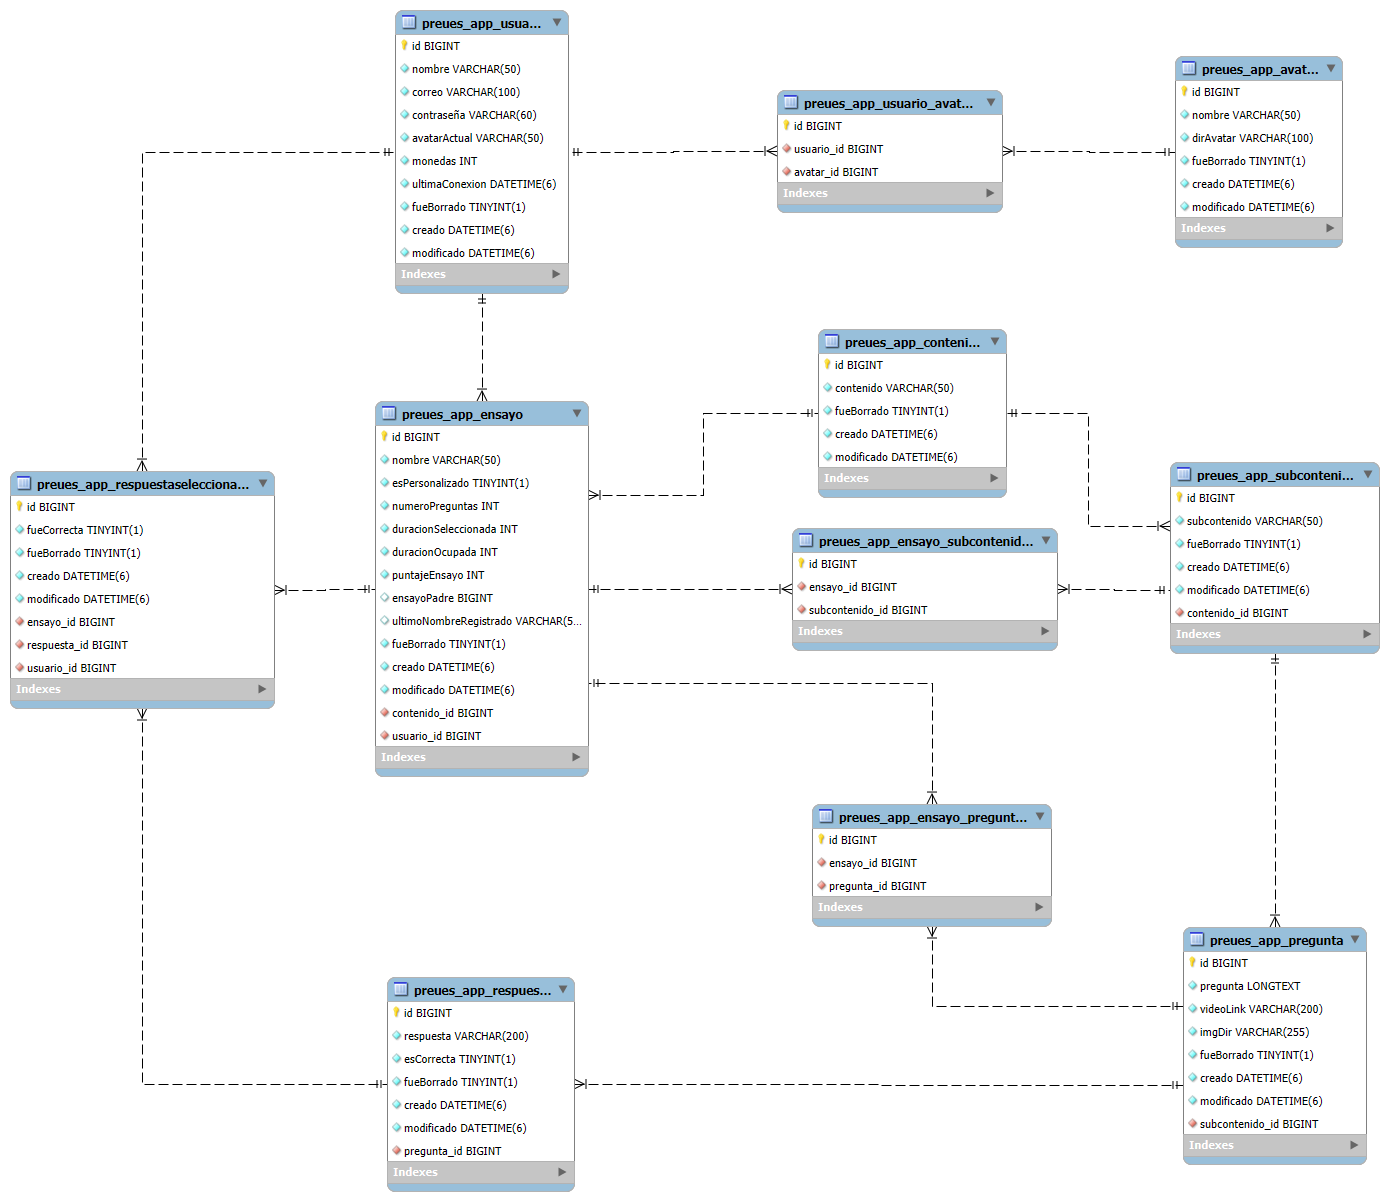 preues_app_usua...
id BIGINT
nombre VARCHAR(50)
correo VARCHAR(100)
contraseña VARCHAR(60)
avatarActual VARCHAR(50)
monedas INT
ultimaConexion DATETIME(6)
fueBorrado TINYINT(1)
creado DATETIME(6)
modificado DATETIME(6)
Indexes
preues_app_usuario_avat...
id BIGINT
usuario_id BIGINT
avatar_id BIGINT
Indexes
preues_app_avat...
id BIGINT
nombre VARCHAR(50)
dirAvatar VARCHAR(100)
fueBorrado TINYINT(1)
creado DATETIME(6)
modificado DATETIME(6)
Indexes
preues_app_conteni...
id BIGINT
contenido VARCHAR(50)
fueBorrado TINYINT(1)
creado DATETIME(6)
modificado DATETIME(6)
Indexes
preues_app_ensayo
id BIGINT
nombre VARCHAR(50)
esPersonalizado TINYINT(1)
numeroPreguntas INT
duracionSeleccionada INT
duracionOcupada INT
puntajeEnsayo INT
ensayoPadre BIGINT
ultimoNombreRegistrado VARCHAR(5...
fueBorrado TINYINT(1)
creado DATETIME(6)
modificado DATETIME(6)
contenido_id BIGINT
usuario_id BIGINT
Indexes
preues_app_respuestaselecciona...
id BIGINT
fueCorrecta TINYINT(1)
fueBorrado TINYINT(1)
creado DATETIME(6)
modificado DATETIME(6)
ensayo_id BIGINT
respuesta_id BIGINT
usuario_id BIGINT
Indexes
preues_app_subconteni...
id BIGINT
subcontenido VARCHAR(50)
fueBorrado TINYINT(1)
creado DATETIME(6)
modificado DATETIME(6)
contenido_id BIGINT
Indexes
preues_app_ensayo_subcontenid...
id BIGINT
ensayo_id BIGINT
subcontenido_id BIGINT
Indexes
preues_app_ensayo_pregunt...
id BIGINT
ensayo_id BIGINT
pregunta_id BIGINT
Indexes
preues_app_pregunta
id BIGINT
pregunta LONGTEXT
videoLink VARCHAR(200)
imgDir VARCHAR(255)
fueBorrado TINYINT(1)
creado DATETIME(6)
modificado DATETIME(6)
subcontenido_id BIGINT
Indexes
preues_app_respues...
id BIGINT
respuesta VARCHAR(200)
esCorrecta TINYINT(1)
fueBorrado TINYINT(1)
creado DATETIME(6)
modificado DATETIME(6)
pregunta_id BIGINT
Indexes